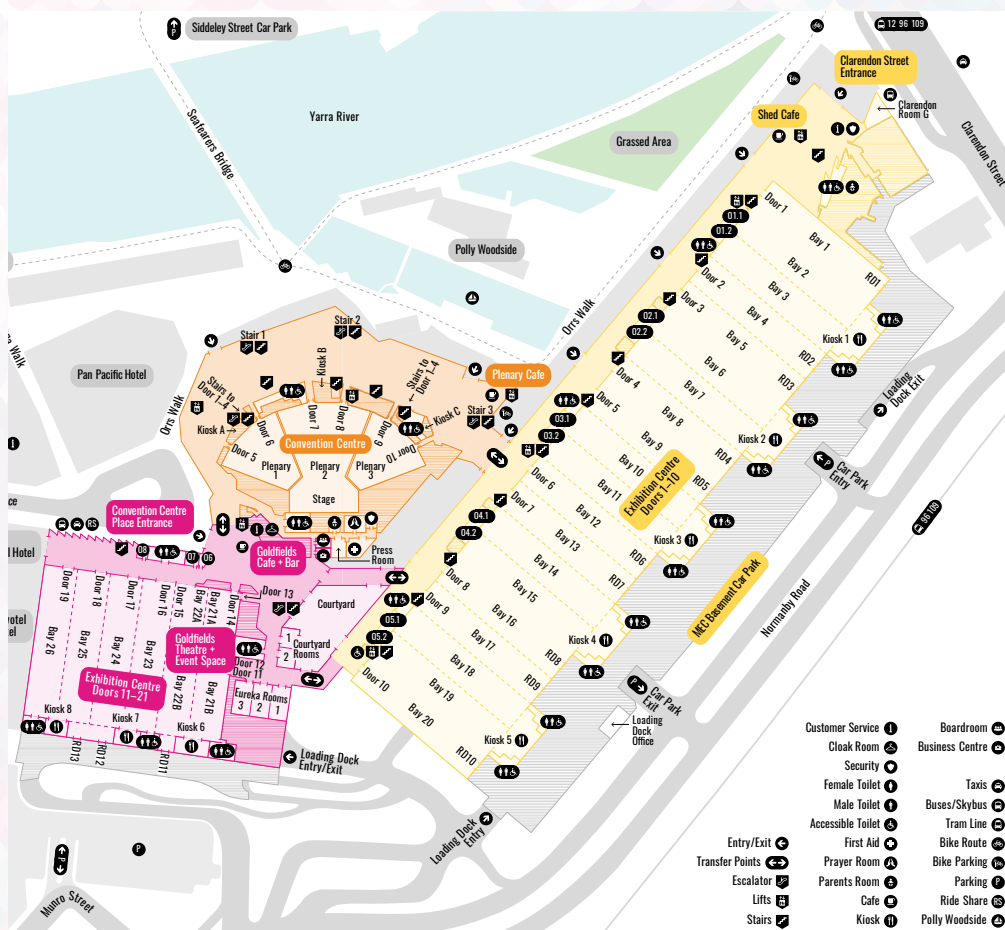 P
Siddeley Street Car Park
12 96 109
Clarendon Street
Entrance
Clarendon
Room G
Clarendon Street
Seafearers Bridge
Yarra River
Grassed Area
Shed Cafe
Polly Woodside
Orrs Walk
Door 1
01.1
01.2
Door 2
Door 3
02.1
02.2
Door 4
Door 5
03.1
03.2
Door 6
Door 7
04.1
04.2
Door 8
Door 9
05.1
05.2
Door 10
Bay 1
Bay 2
Bay 3
Bay 4
Bay 5
Bay 6
Bay 7
Bay 8
Bay 9
Bay 10
Bay 11
Bay 12
Bay 13
Bay 14
Bay 15
Bay 16
Bay 17
Bay 18
Bay 19
Bay 20
RD1
RD2
RD3
RD4
RD5
RD6
RD7
RD8
RD9
RD10
Kiosk 1
Kiosk 2
Kiosk 3
Kiosk 4
Kiosk 5
Exhibition Centre
Doors 1–10
Loading
Dock Exit
P
Car Park
Entry
96 109
MEC Basement Car Park
Normanby Road
P
Car Park
Exit
Loading
Dock
Office
Loading Dock
Entry
Walk
Pan Pacific Hotel
Orrs Walk
Stair 1
Stair 2
Kiosk B
Stairs to
Door 1–4
Stairs to
Door 1–4
Plenary Cafe
Stair 3
Kiosk C
Kiosk A
Door 5
Door 6
Door 7
Door 8
Door 9
Door 10
Convention Centre
Plenary
1
Plenary
2
Plenary
3
Stage
Press
Room
ce
Convention Centre
Place Entrance
RS
08
07
06
Goldfields
Cafe + Bar
l Hotel
Door 19
Door 18
Door 17
Door 16
Door 15
Door 14
Door 13
Bay 26
Bay 25
Bay 24
Bay 23
Bay 22A
Bay 21A
Bay 22B
Bay 21B
Courtyard
1
2
Courtyard
Rooms
Goldfields
Theatre +
Event Space
Door 12
Door 11
Eureka Rooms
3
2
1
votel
el
Exhibition Centre
Doors 11–21
Kiosk 8
Kiosk 7
Kiosk 6
RD13
RD12
RD11
Loading Dock
Entry/Exit
P
P
Munro Street
Customer Service
Cloak Room
Security
Female Toilet
Male Toilet
Accessible Toilet
First Aid
Prayer Room
Parents Room
Cafe
Kiosk
Entry/Exit
Transfer Points
Escalator
Lifts
Stairs
Boardroom
Business Centre
Taxis
Buses/Skybus
Tram Line
Bike Route
Bike Parking
Parking P
Ride Share RS
Polly Woodside